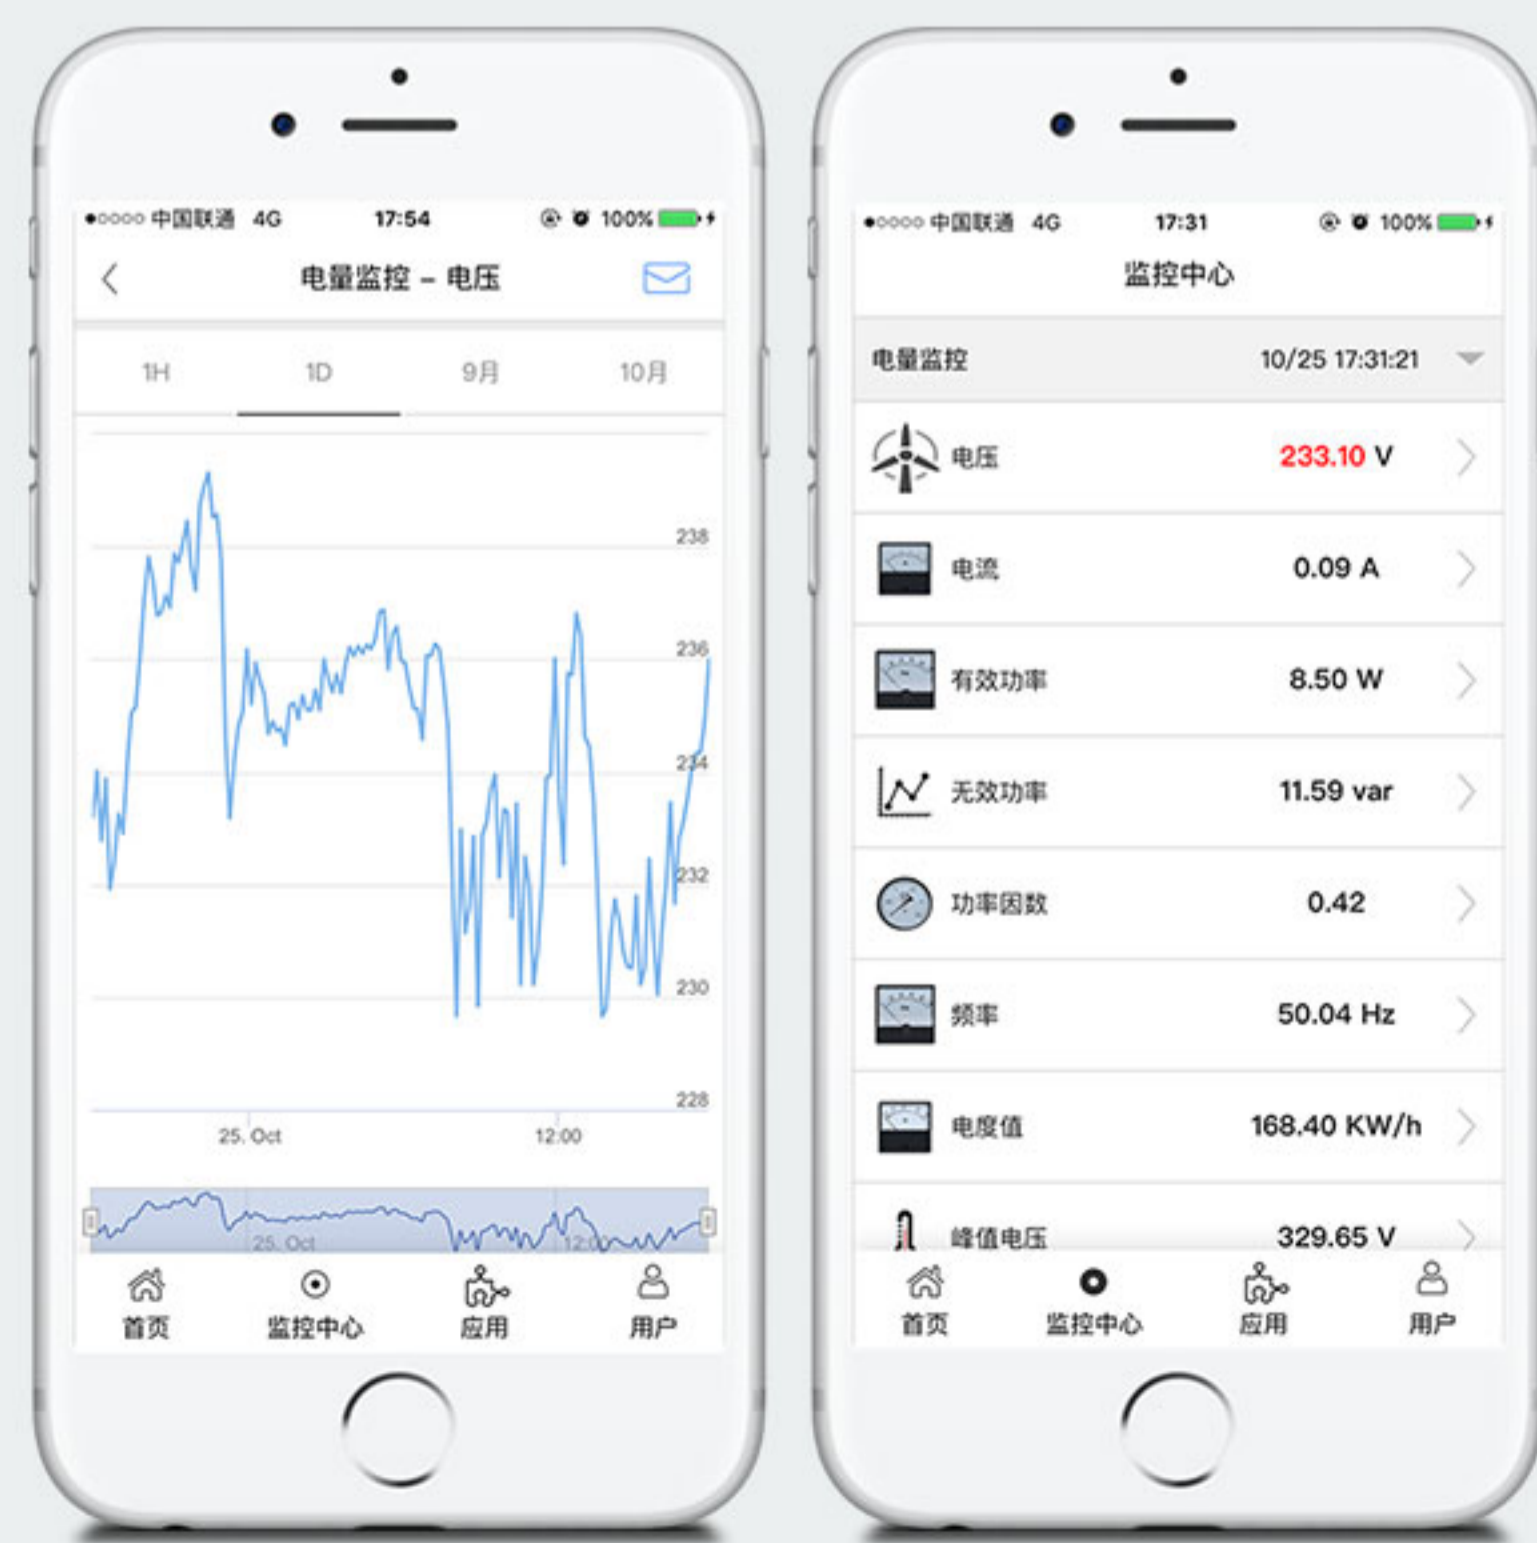 中国联通 4G 17:54 100%
电量监控 – 电压
1H 1D 9月 10月
238
236
234
232
230
228
25. Oct 12:00
25. Oct 12:00
首页 监控中心 应用 用户
中国联通 4G 17:31 100%
监控中心
电量监控 10/25 17:31:21
电压 233.10 V
电流 0.09 A
有效功率 8.50 W
无效功率 11.59 var
功率因数 0.42
频率 50.04 Hz
电度值 168.40 KW/h
峰值电压 329.65 V
首页 监控中心 应用 用户